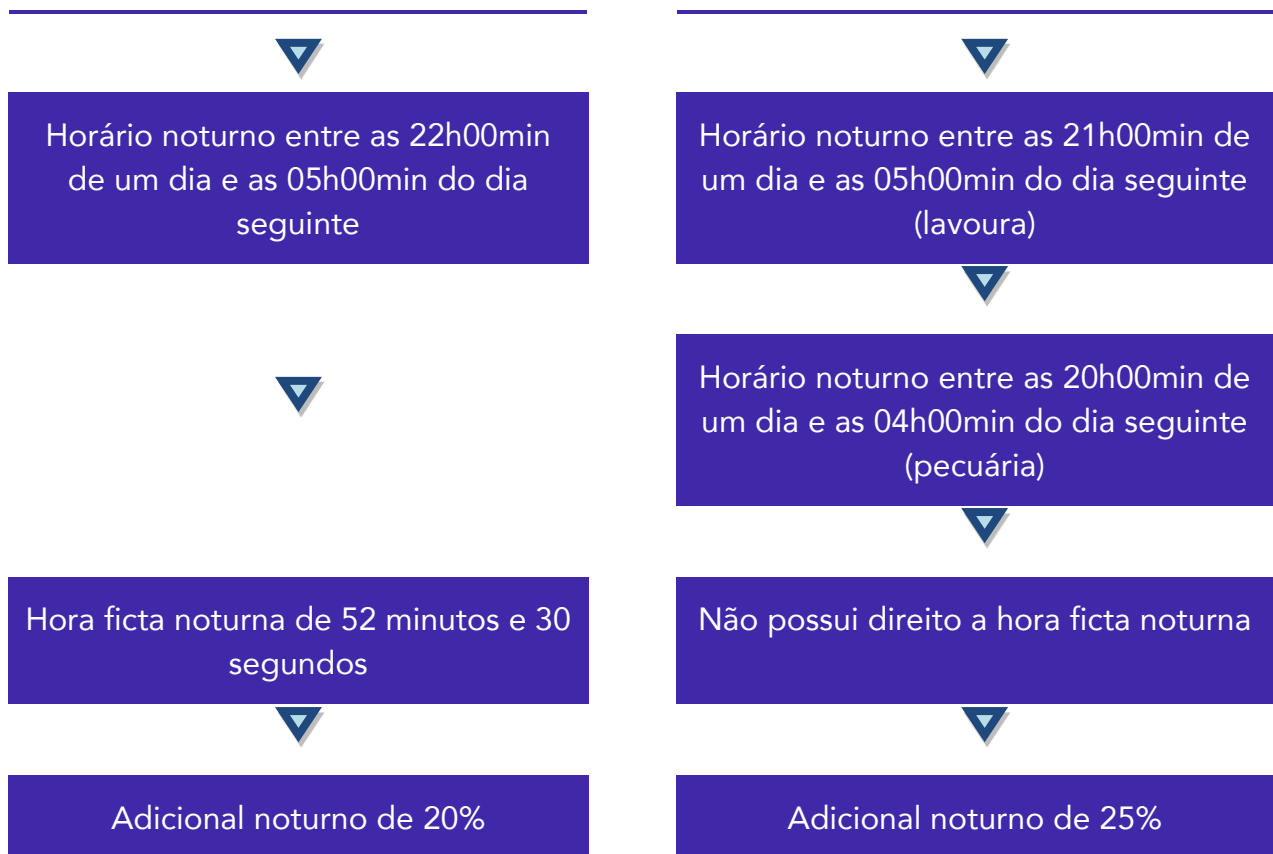 Horário noturno entre as 22h00min
de um dia e as 05h00min do dia
seguinte
Horário noturno entre as 21h00min de
um dia e as 05h00min do dia seguinte
(lavoura)
Horário noturno entre as 20h00min de
um dia e as 04h00min do dia seguinte
(pecuária)
Hora ficta noturna de 52 minutos e 30
segundos
Não possui direito a hora ficta noturna
Adicional noturno de 20%
Adicional noturno de 25%